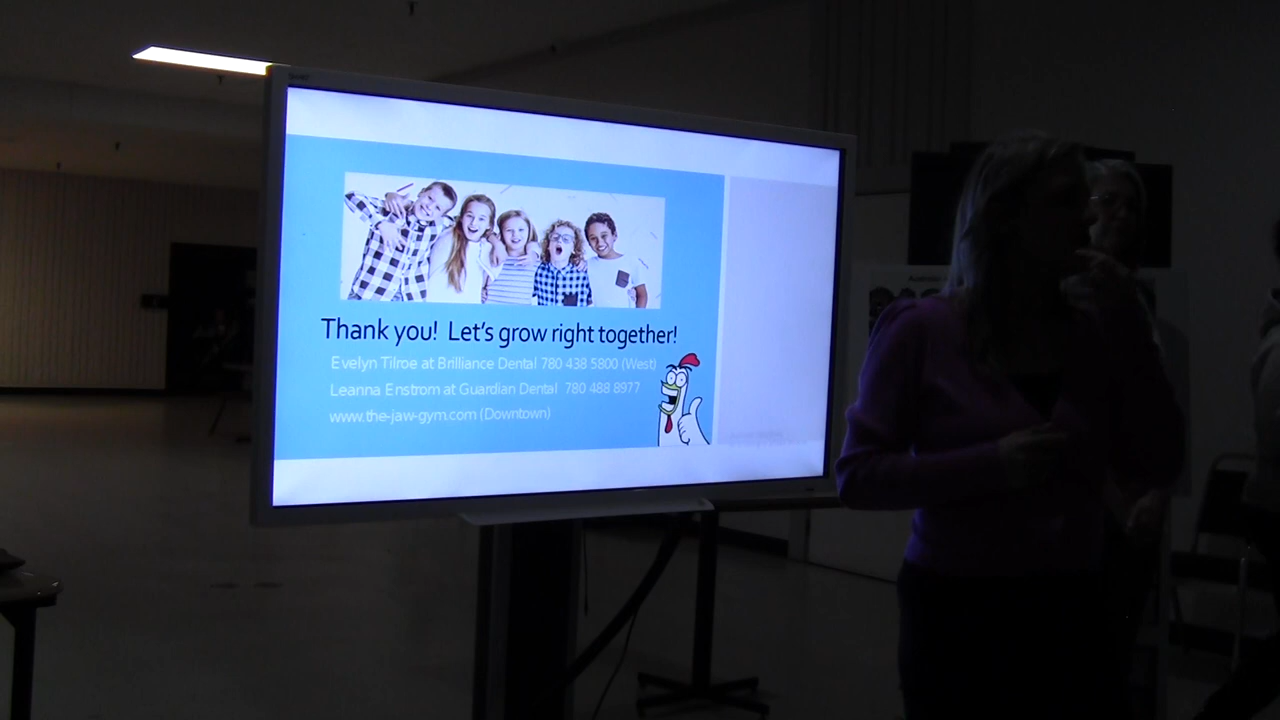 Thank you! Let's grow right together!
Evelyn Tilroe at Brilliance Dental 780 438 5800 (West)
Leanna Enstrom at Guardian Dental 780 488 8977
www.the-jaw-gym.com (Downtown)